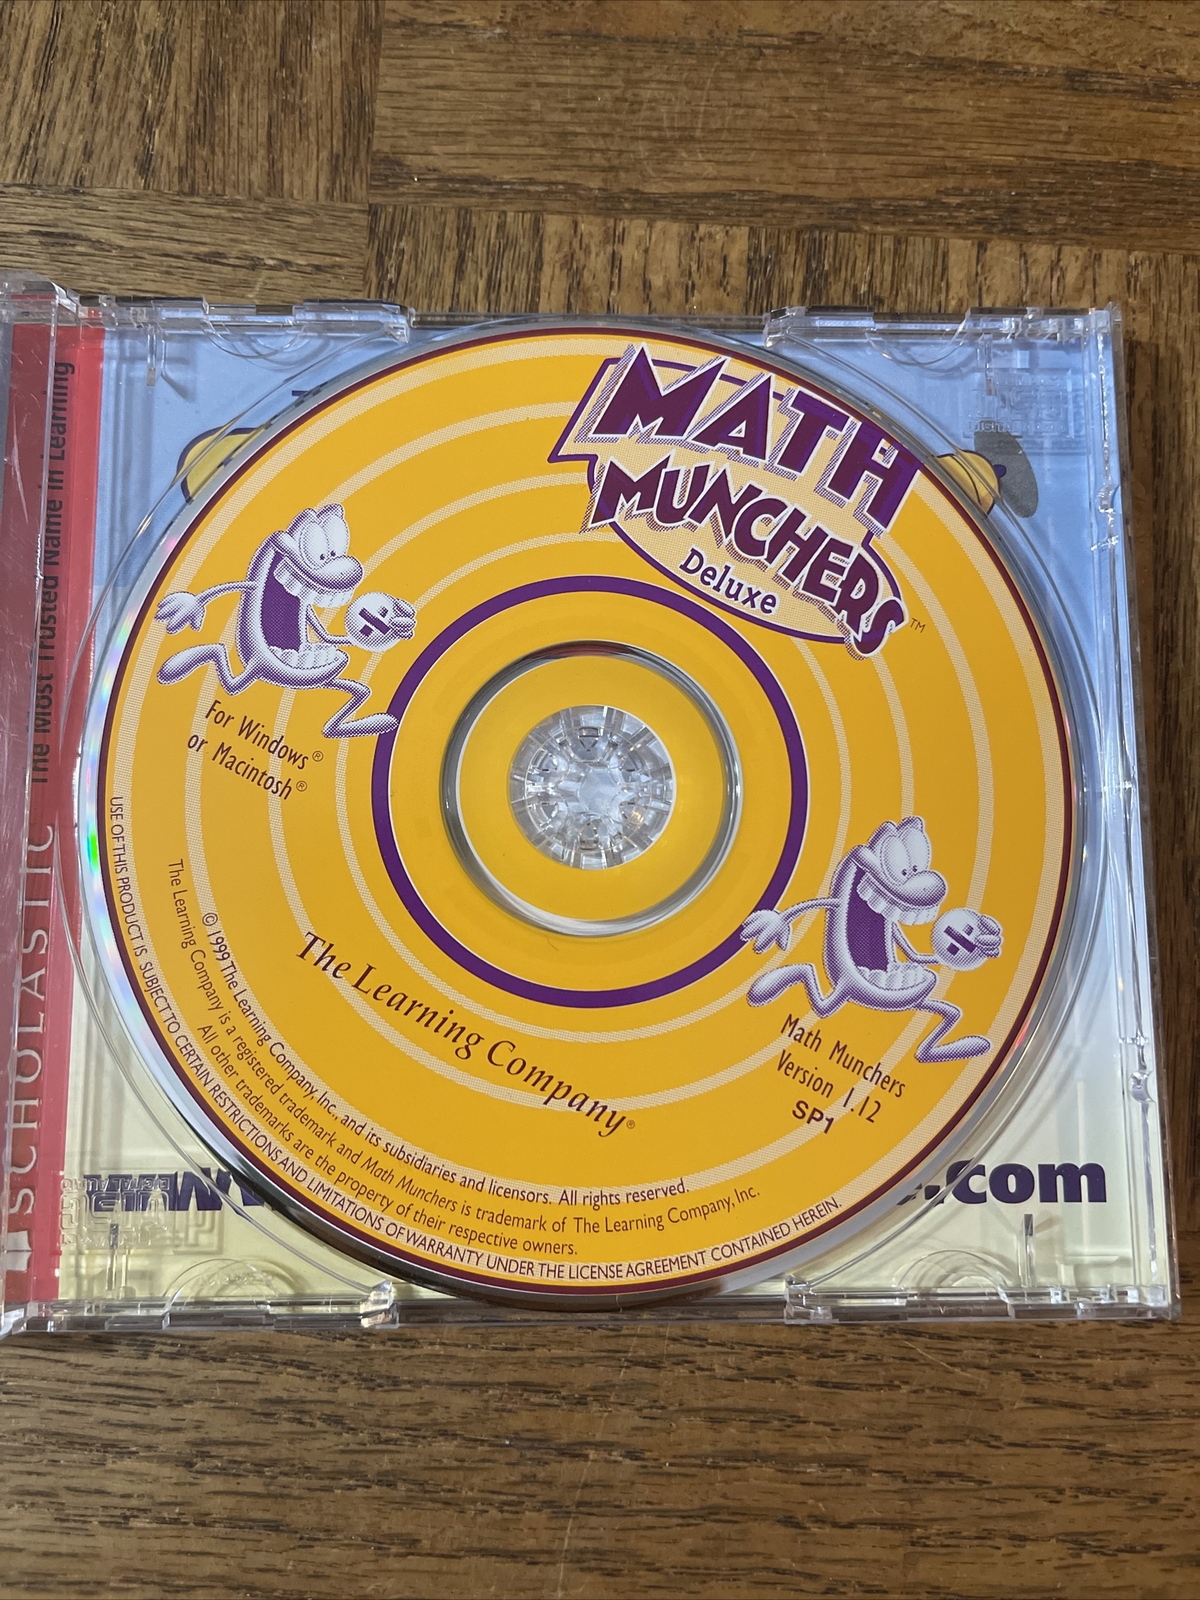 MATH
MUNCHERS
Deluxe™
For Windows®
or Macintosh®
The Learning Company®
Math Munchers
Version 1.12
SP1
©1999 The Learning Company, Inc., and its subsidiaries and licensors. All rights reserved.
The Learning Company is a registered trademark and Math Munchers is trademark of The Learning Company, Inc.
All other trademarks are the property of their respective owners.
USE OF THIS PRODUCT IS SUBJECT TO CERTAIN RESTRICTIONS AND LIMITATIONS OF WARRANTY UNDER THE LICENSE AGREEMENT CONTAINED HEREIN.
SCHOLASTIC The Most Trusted Name in Learning
.com